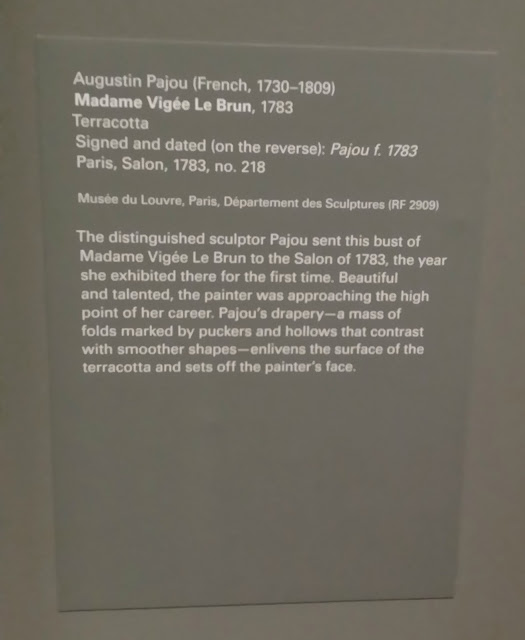 Augustin Pajou (French, 1730–1809)
Madame Vigée Le Brun, 1783
Terracotta
Signed and dated (on the reverse): Pajou f. 1783
Paris, Salon, 1783, no. 218
Musée du Louvre, Paris, Département des Sculptures (RF 2909)
The distinguished sculptor Pajou sent this bust of
Madame Vigée Le Brun to the Salon of 1783, the year
she exhibited there for the first time. Beautiful
and talented, the painter was approaching the high
point of her career. Pajou's drapery—a mass of
folds marked by puckers and hollows that contrast
with smoother shapes—enlivens the surface of the
terracotta and sets off the painter's face.